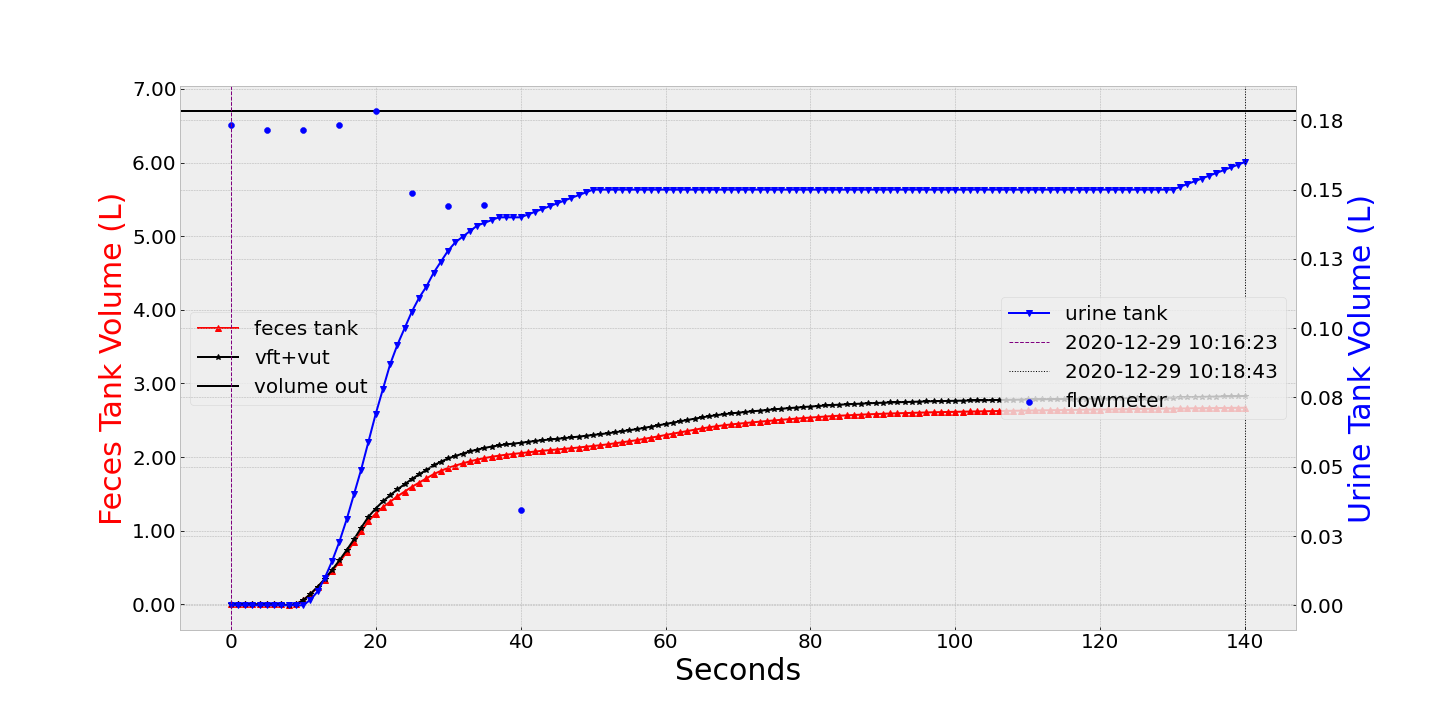 7.00
6.00
5.00
4.00
3.00
2.00
1.00
0.00
Feces Tank Volume (L)
feces tank
vft+vut
volume out
urine tank
2020-12-29 10:16:23
2020-12-29 10:18:43
flowmeter
0.18
0.15
0.13
0.10
0.08
0.05
0.03
0.00
Urine Tank Volume (L)
0 20 40 60 80 100 120 140
Seconds